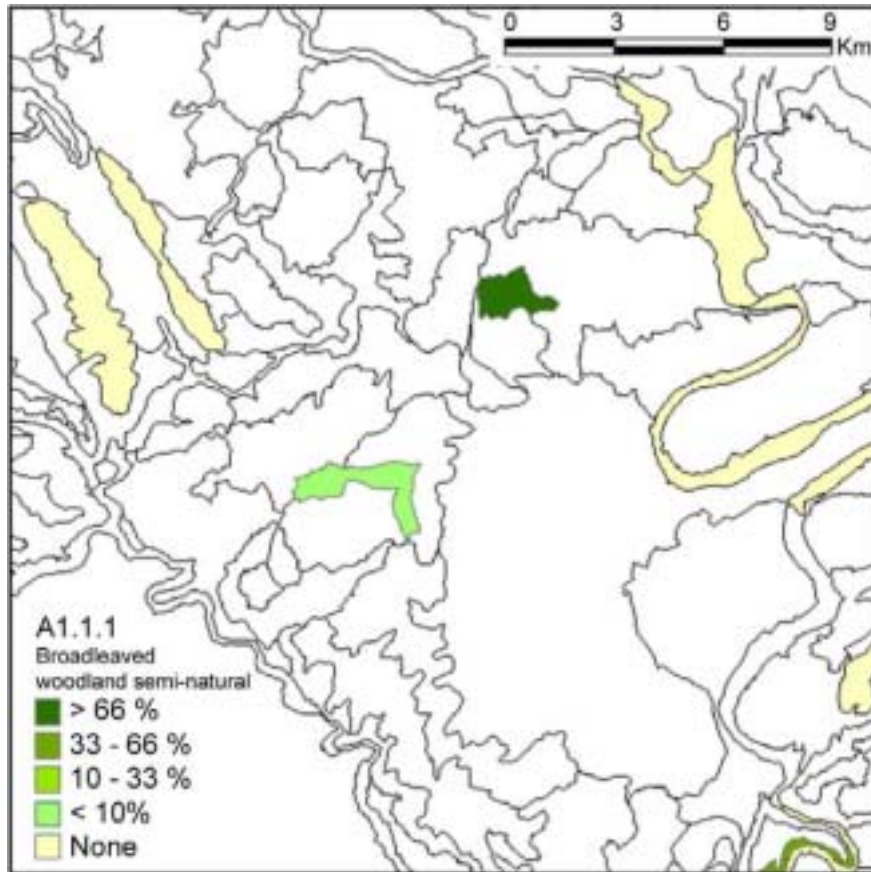 0 3 6 9
Km
A1.1.1
Broadleaved
woodland semi-natural
> 66 %
33 - 66 %
10 - 33 %
< 10%
None